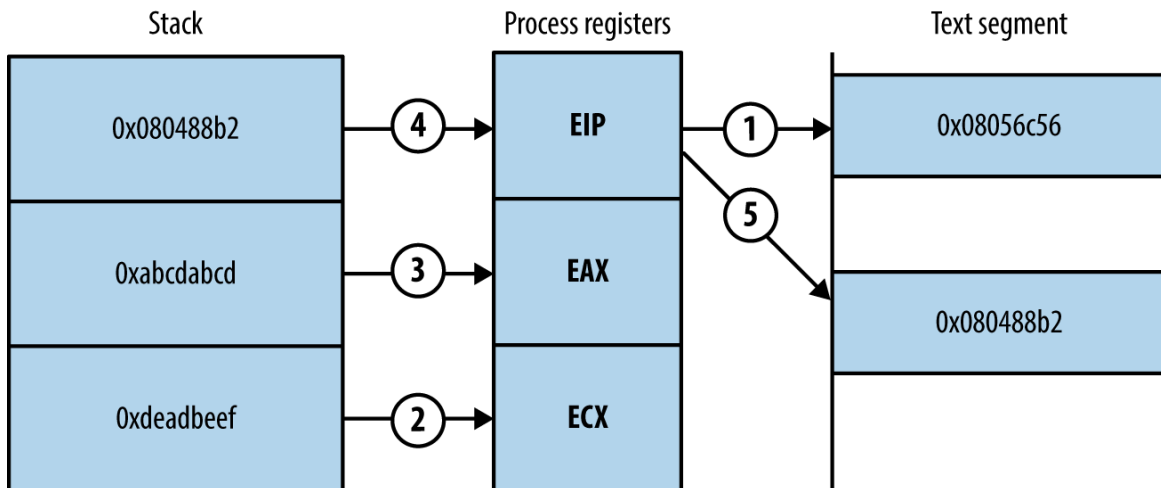 Stack Process registers Text segment
0x080488b2 4 EIP 1 0x08056c56
5
0xabcdabcd 3 EAX
0x080488b2
0xdeadbeef 2 ECX